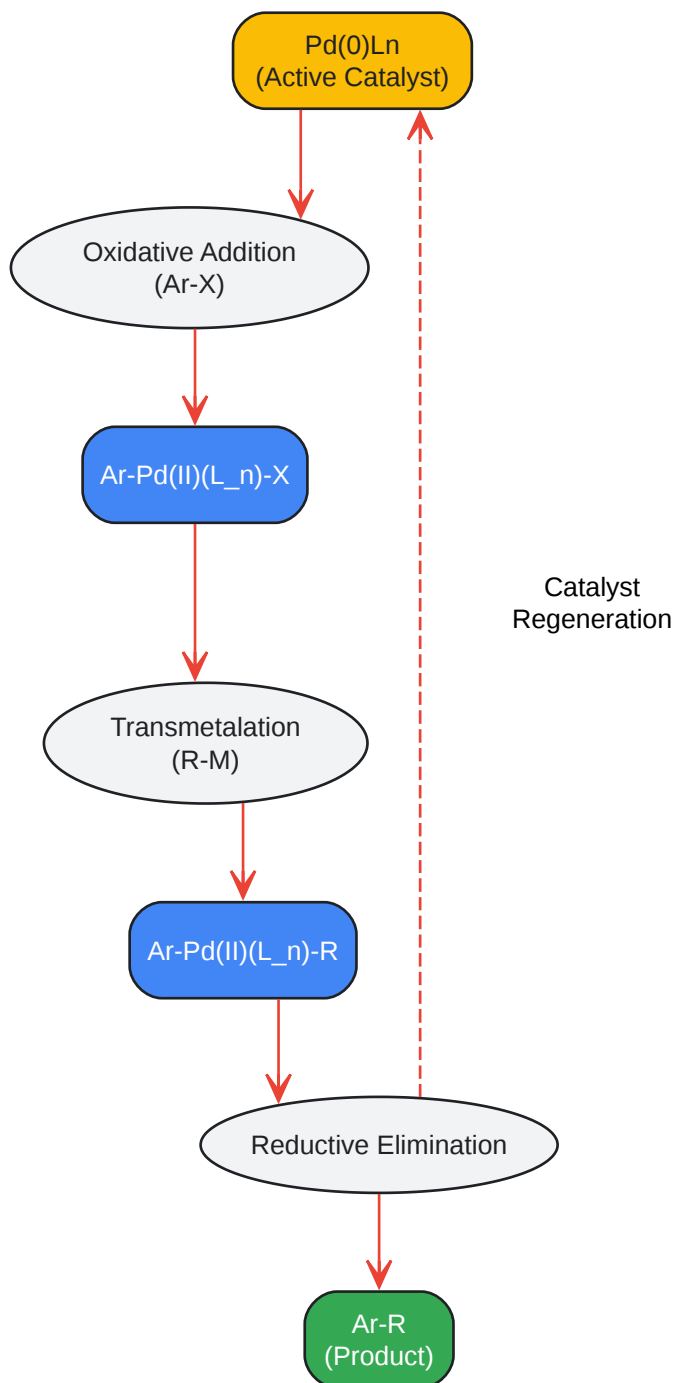 Pd(0)Ln
(Active Catalyst)
Oxidative Addition
(Ar-X)
Ar-Pd(II)(L_n)-X
Catalyst
Regeneration
Transmetalation
(R-M)
Ar-Pd(II)(L_n)-R
Reductive Elimination
Ar-R
(Product)